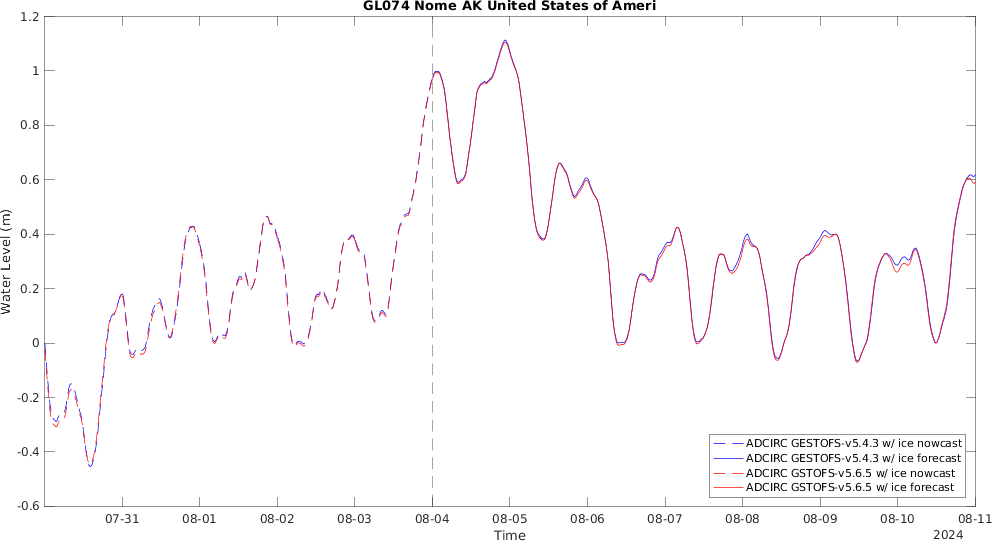 GL074 Nome AK United States of Ameri
1.2
1
0.8
0.6
0.4
0.2
0
-0.2
-0.4
-0.6
Water Level (m)
ADCIRC GESTOFS-v5.4.3 w/ ice nowcast
ADCIRC GESTOFS-v5.4.3 w/ ice forecast
ADCIRC GSTOFS-v5.6.5 w/ ice nowcast
ADCIRC GSTOFS-v5.6.5 w/ ice forecast
07-31 08-01 08-02 08-03 08-04 08-05 08-06 08-07 08-08 08-09 08-10 08-11
Time
2024